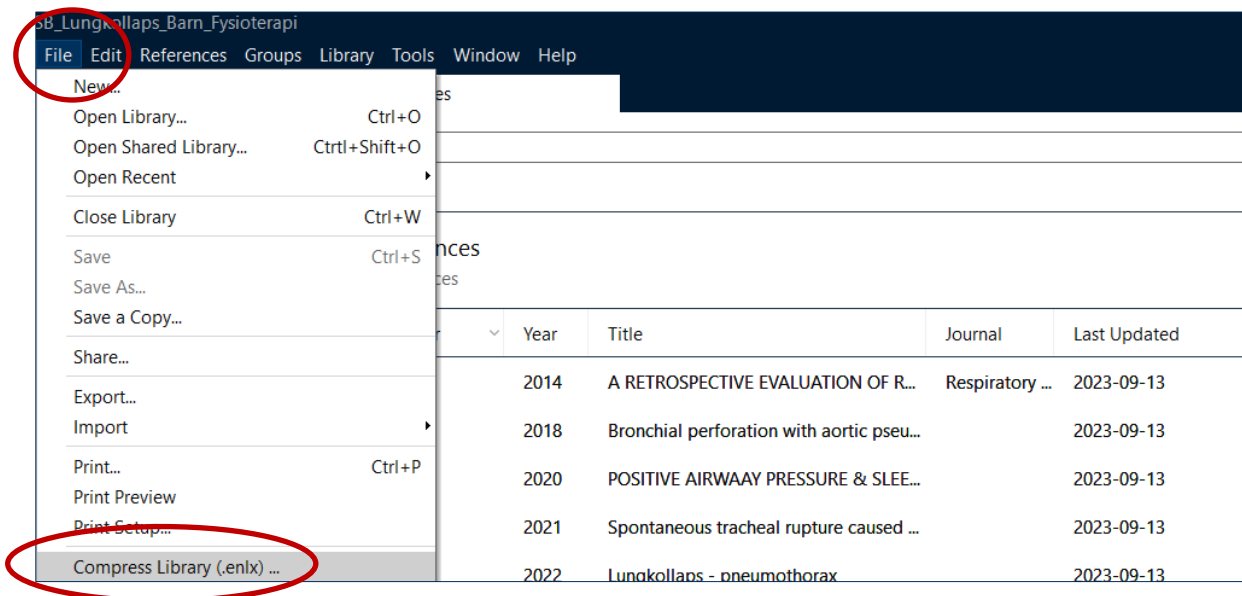 SB_Lungkollaps_Barn_Fysioterapi
File Edit References Groups Library Tools Window Help
New...
es
Open Library... Ctrl+O
Open Shared Library... Ctrtl+Shift+O
Open Recent
Close Library Ctrl+W
Save Ctrl+S
nces
Save As...
ces
Save a Copy...
r Year Title Journal Last Updated
Share...
2014 A RETROSPECTIVE EVALUATION OF R... Respiratory ... 2023-09-13
Export...
Import
2018 Bronchial perforation with aortic pseu... 2023-09-13
Print... Ctrl+P
2020 POSITIVE AIRWAAY PRESSURE & SLEE... 2023-09-13
Print Preview
Print Setup...
2021 Spontaneous tracheal rupture caused ... 2023-09-13
Compress Library (.enlx) ...
2022 Lungkollaps - pneumothorax 2023-09-13